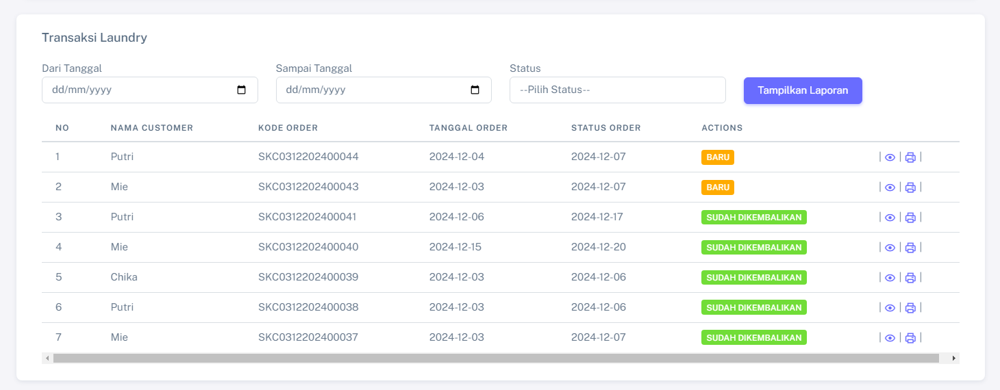 Transaksi Laundry
Dari Tanggal Sampai Tanggal Status
dd/mm/yyyy dd/mm/yyyy --Pilih Status-- Tampilkan Laporan
NO NAMA CUSTOMER KODE ORDER TANGGAL ORDER STATUS ORDER ACTIONS
1 Putri SKC0312202400044 2024-12-04 2024-12-07 BARU | | |
2 Mie SKC0312202400043 2024-12-03 2024-12-07 BARU | | |
3 Putri SKC0312202400041 2024-12-06 2024-12-17 SUDAH DIKEMBALIKAN | | |
4 Mie SKC0312202400040 2024-12-15 2024-12-20 SUDAH DIKEMBALIKAN | | |
5 Chika SKC0312202400039 2024-12-03 2024-12-06 SUDAH DIKEMBALIKAN | | |
6 Putri SKC0312202400038 2024-12-03 2024-12-06 SUDAH DIKEMBALIKAN | | |
7 Mie SKC0312202400037 2024-12-03 2024-12-07 SUDAH DIKEMBALIKAN | | |